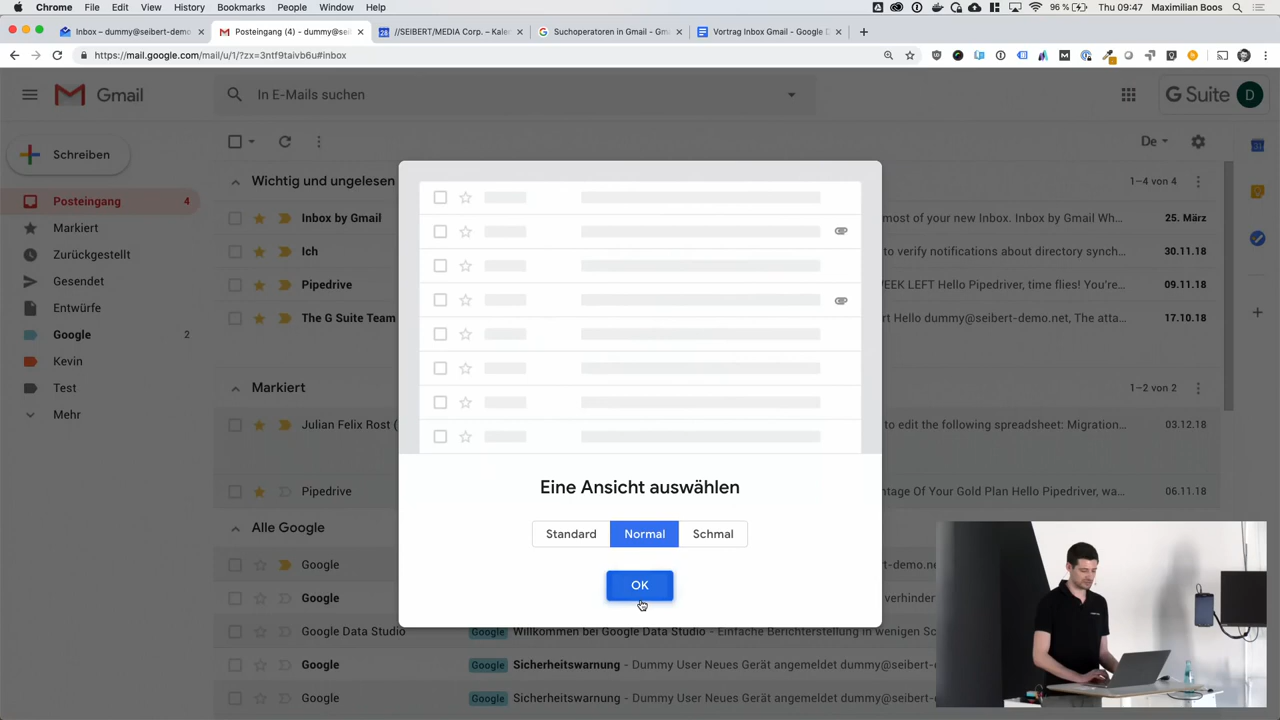 Chrome File Edit View History Bookmarks People Window Help
96 % Thu 09:47 Maximilian Boos
Inbox – dummy@seibert-demo
Posteingang (4) – dummy@sei
//SEIBERT/MEDIA Corp. – Kale
Suchoperatoren in Gmail - Gm
Vortrag Inbox Gmail - Google D
https://mail.google.com/mail/u/1/?zx=3ntf9taivb6u#inbox
Gmail
In E-Mails suchen
G Suite D
Schreiben
De
Posteingang 4
Markiert
Zurückgestellt
Gesendet
Entwürfe
Google 2
Kevin
Test
Mehr
Wichtig und ungelesen 1–4 von 4
Inbox by Gmail most of your new Inbox. Inbox by Gmail Wh… 25. März
Ich to verify notifications about directory synch… 30.11.18
Pipedrive EEK LEFT Hello Pipedriver, time flies! You're… 09.11.18
The G Suite Team rt Hello dummy@seibert-demo.net, The atta… 17.10.18
Markiert 1–2 von 2
Julian Felix Rost ( to edit the following spreadsheet: Migration… 03.12.18
Pipedrive ntage Of Your Gold Plan Hello Pipedriver, wa… 06.11.18
Alle Google
Google t-demo.n
Google verhinder
Google Data Studio Google Willkommen bei Google Data Studio - Einfache Berichterstellung in wenigen Sc
Google Google Sicherheitswarnung - Dummy User Neues Gerät angemeldet dummy@seibert-d
Google Google Sicherheitswarnung - Dummy User Neues Gerät angemeldet dummy@seibert-d
Eine Ansicht auswählen
Standard Normal Schmal
OK